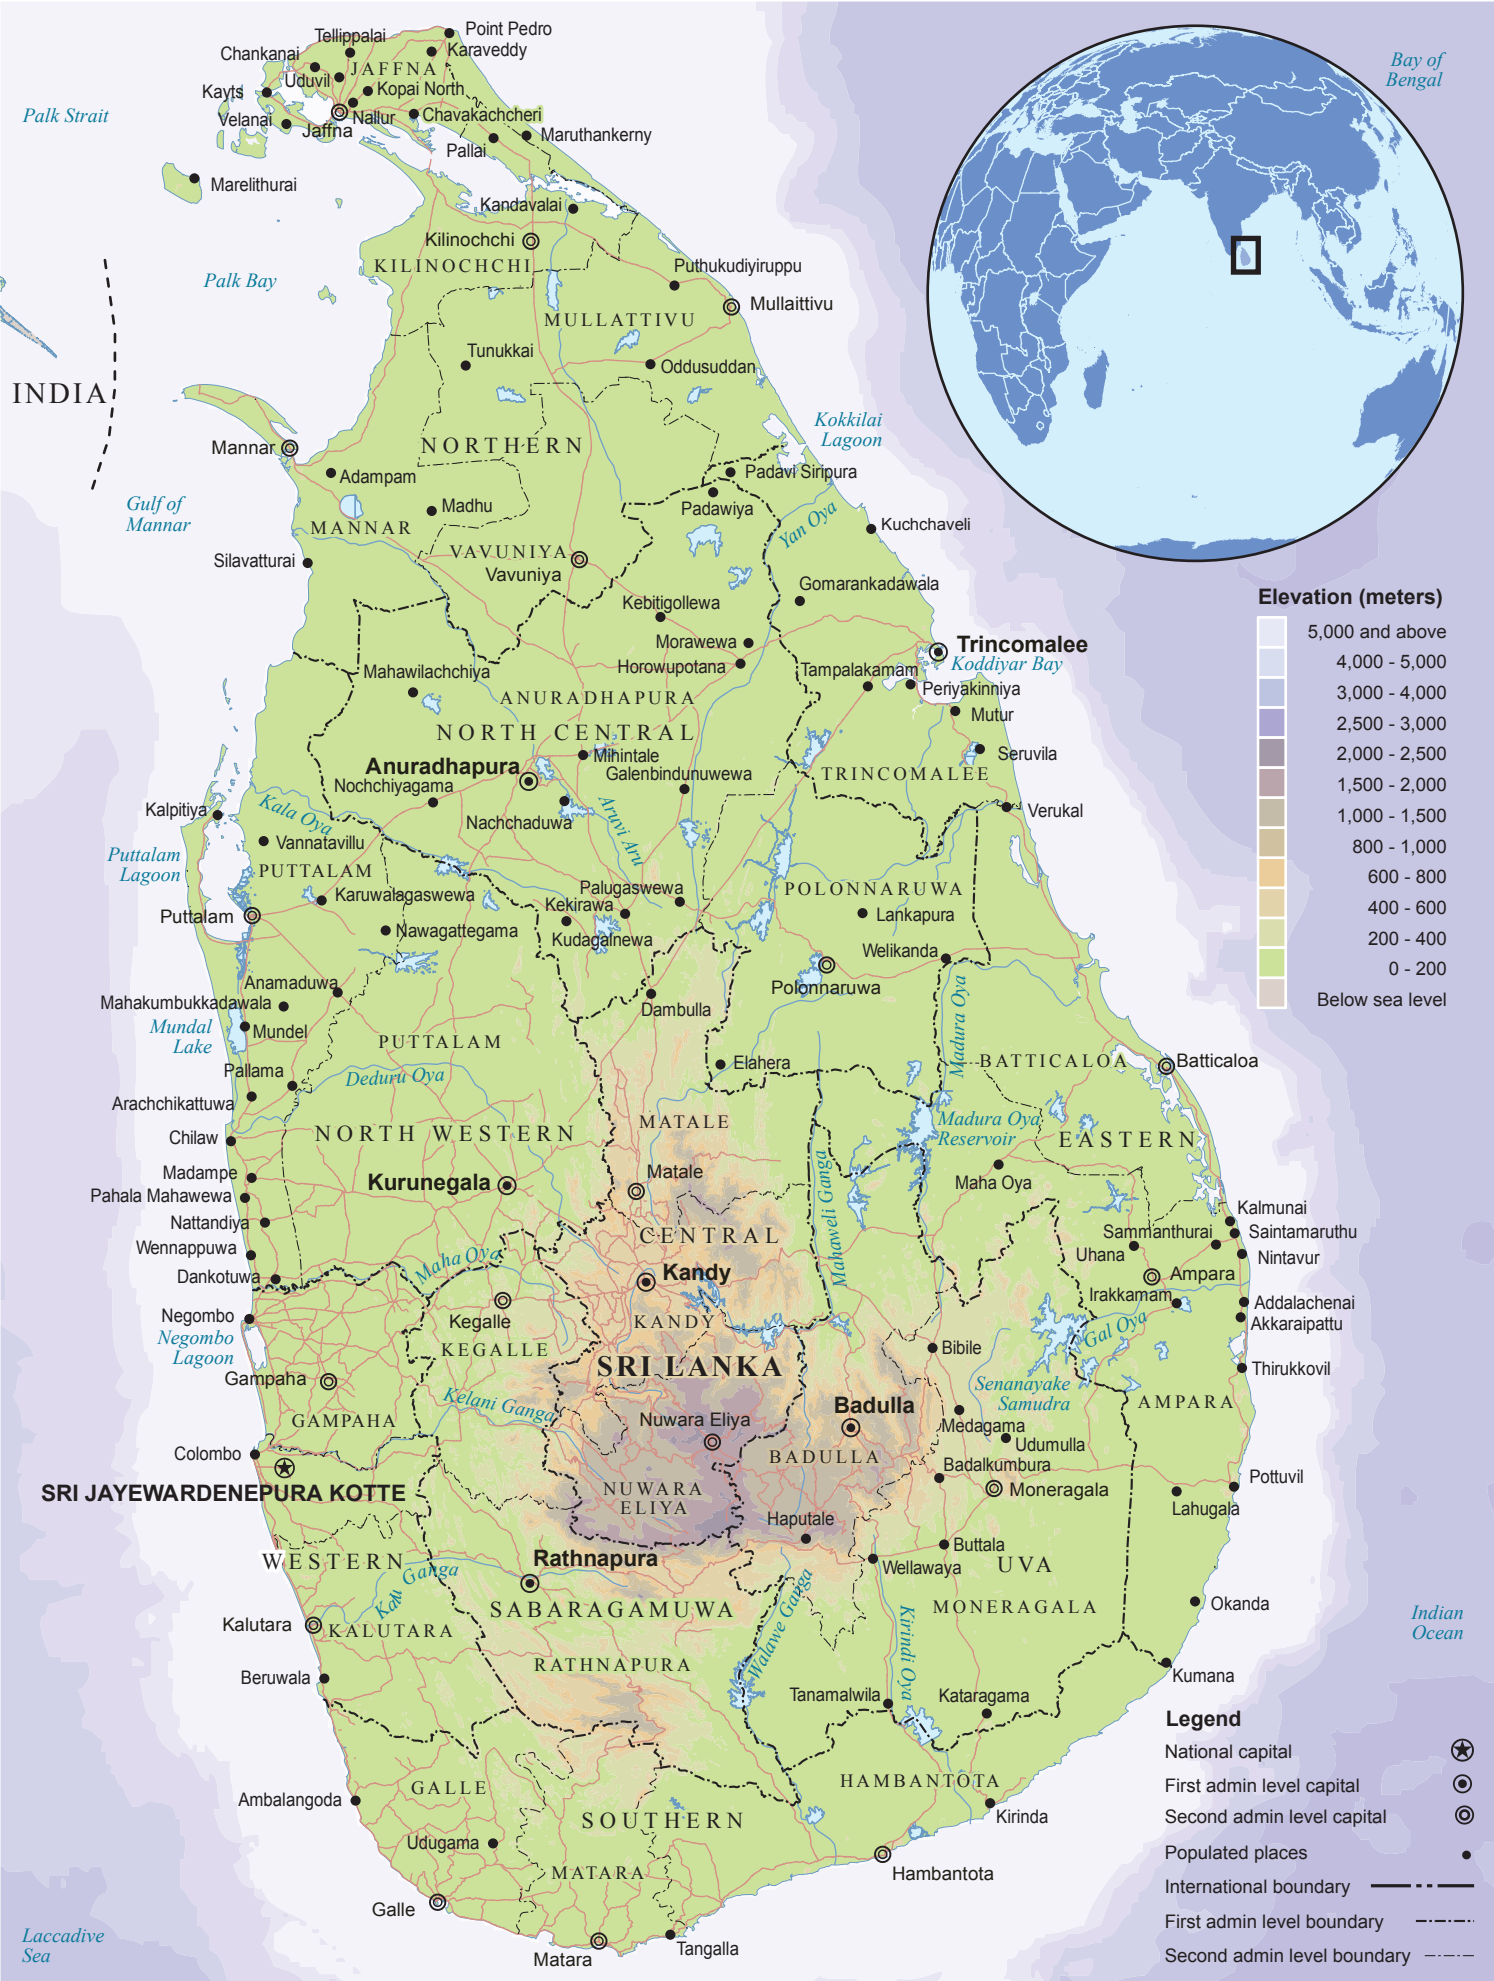 Point Pedro
Tellippalai
Karaveddy
Chankanai
JAFFNA
Uduvil
Kopai North
Kayts
Nallur
Chavakachcheri
Velanai
Jaffna
Maruthankerny
Pallai
Palk Strait
Bay of
Bengal
Marelithurai
Kandavalai
Kilinochchi
KILINOCHCHI
Puthukudiyiruppu
Palk Bay
Mullaittivu
MULLATTIVU
Tunukkai
Oddusuddan
INDIA
Kokkilai
Lagoon
Mannar
NORTHERN
Adampam
Padavi Siripura
Gulf of
Mannar
Madhu
Padawiya
MANNAR
Yan Oya
Kuchchaveli
VAVUNIYA
Vavuniya
Silavatturai
Gomarankadawala
Kebitigollewa
Morawewa
Horowupotana
Trincomalee
Koddiyar Bay
Mahawilachchiya
Tampalakamam
Periyakinniya
ANURADHAPURA
Mutur
NORTH CENTRAL
Seruvila
Mihintale
Anuradhapura
Galenbindunuwewa
TRINCOMALEE
Nochchiyagama
Kalpitiya
Kala Oya
Nachchaduwa
Aruvi Aru
Verukal
Vannatavillu
Puttalam
Lagoon
PUTTALAM
Karuwalagaswewa
Palugaswewa
POLONNARUWA
Kekirawa
Lankapura
Puttalam
Nawagattegama
Kudagalnewa
Welikanda
Anamaduwa
Polonnaruwa
Mahakumbukkadawala
Dambulla
Madura Oya
Mundal
Lake
Mundel
PUTTALAM
Elahera
BATTICALOA
Batticaloa
Pallama
Deduru Oya
Arachchikattuwa
MATALE
Madura Oya
Reservoir
Chilaw
NORTH WESTERN
EASTERN
Madampe
Kurunegala
Matale
Mahaweli Ganga
Maha Oya
Pahala Mahawewa
Nattandiya
CENTRAL
Kalmunai
Sammanthurai
Saintamaruthu
Wennappuwa
Maha Oya
Uhana
Nintavur
Dankotuwa
Kandy
Ampara
Irakkamam
Addalachenai
Negombo
Kegalle
KANDY
Gal Oya
Akkaraipattu
Negombo
Lagoon
KEGALLE
Bibile
SRI LANKA
Thirukkovil
Gampaha
Senanayake
Samudra
Kelani Ganga
AMPARA
GAMPAHA
Nuwara Eliya
Badulla
Medagama
Udumulla
Colombo
BADULLA
Badalkumbura
Pottuvil
SRI JAYEWARDENEPURA KOTTE
NUWARA
ELIYA
Moneragala
Lahugala
Haputale
Buttala
WESTERN
Rathnapura
Wellawaya
UVA
Kalu Ganga
Walawe Ganga
Kirindi Oya
Okanda
SABARAGAMUWA
MONERAGALA
Indian
Ocean
Kalutara
KALUTARA
RATHNAPURA
Beruwala
Kumana
Tanamalwila
Kataragama
GALLE
HAMBANTOTA
Ambalangoda
SOUTHERN
Kirinda
Udugama
MATARA
Hambantota
Galle
Laccadive
Sea
Tangalla
Matara
Elevation (meters)
5,000 and above
4,000 - 5,000
3,000 - 4,000
2,500 - 3,000
2,000 - 2,500
1,500 - 2,000
1,000 - 1,500
800 - 1,000
600 - 800
400 - 600
200 - 400
0 - 200
Below sea level
Legend
National capital
First admin level capital
Second admin level capital
Populated places
International boundary
First admin level boundary
Second admin level boundary